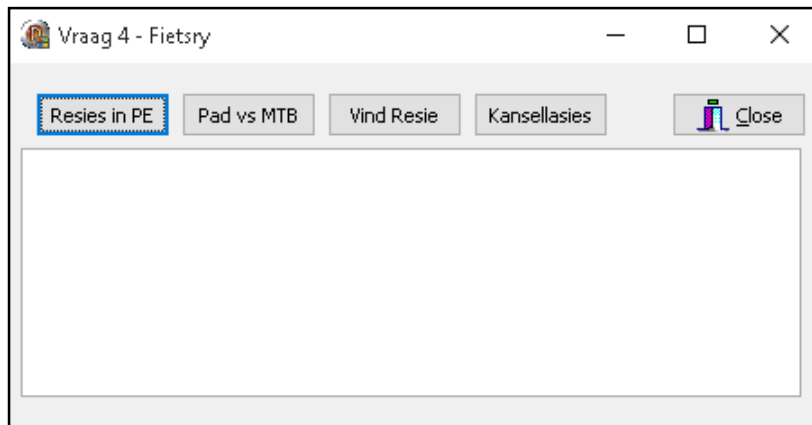 Vraag 4 - Fietsry
Resies in PE Pad vs MTB Vind Resie Kansellasies Close